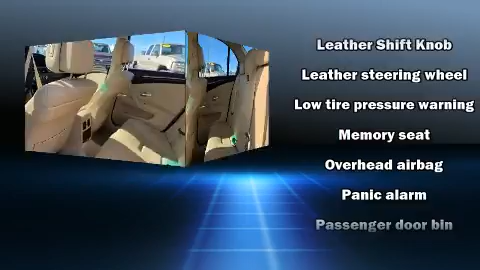 Leather Shift Knob
Leather steering wheel
Low tire pressure warning
Memory seat
Overhead airbag
Panic alarm
Passenger door bin